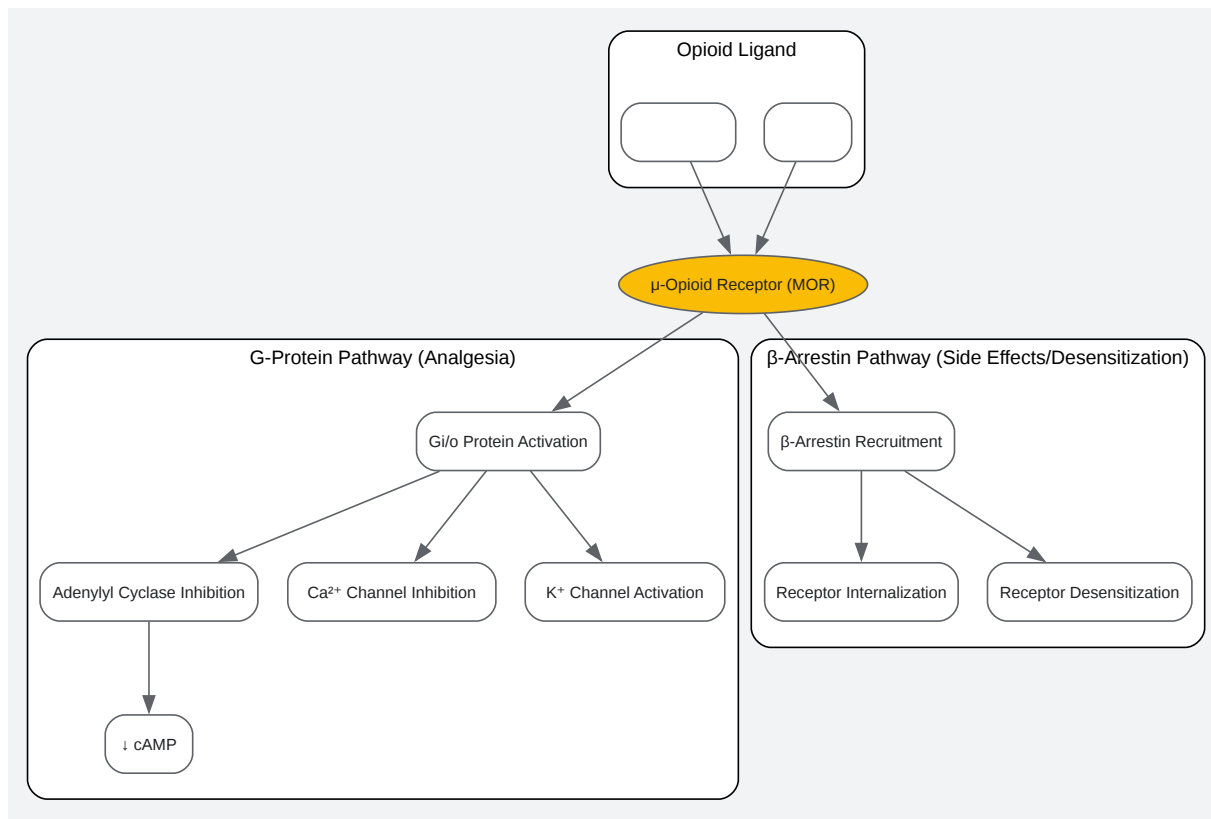 Opioid Ligand
μ-Opioid Receptor (MOR)
G-Protein Pathway (Analgesia)
β-Arrestin Pathway (Side Effects/Desensitization)
Gi/o Protein Activation
β-Arrestin Recruitment
Adenylyl Cyclase Inhibition
Ca²⁺ Channel Inhibition
K⁺ Channel Activation
Receptor Internalization
Receptor Desensitization
↓ cAMP